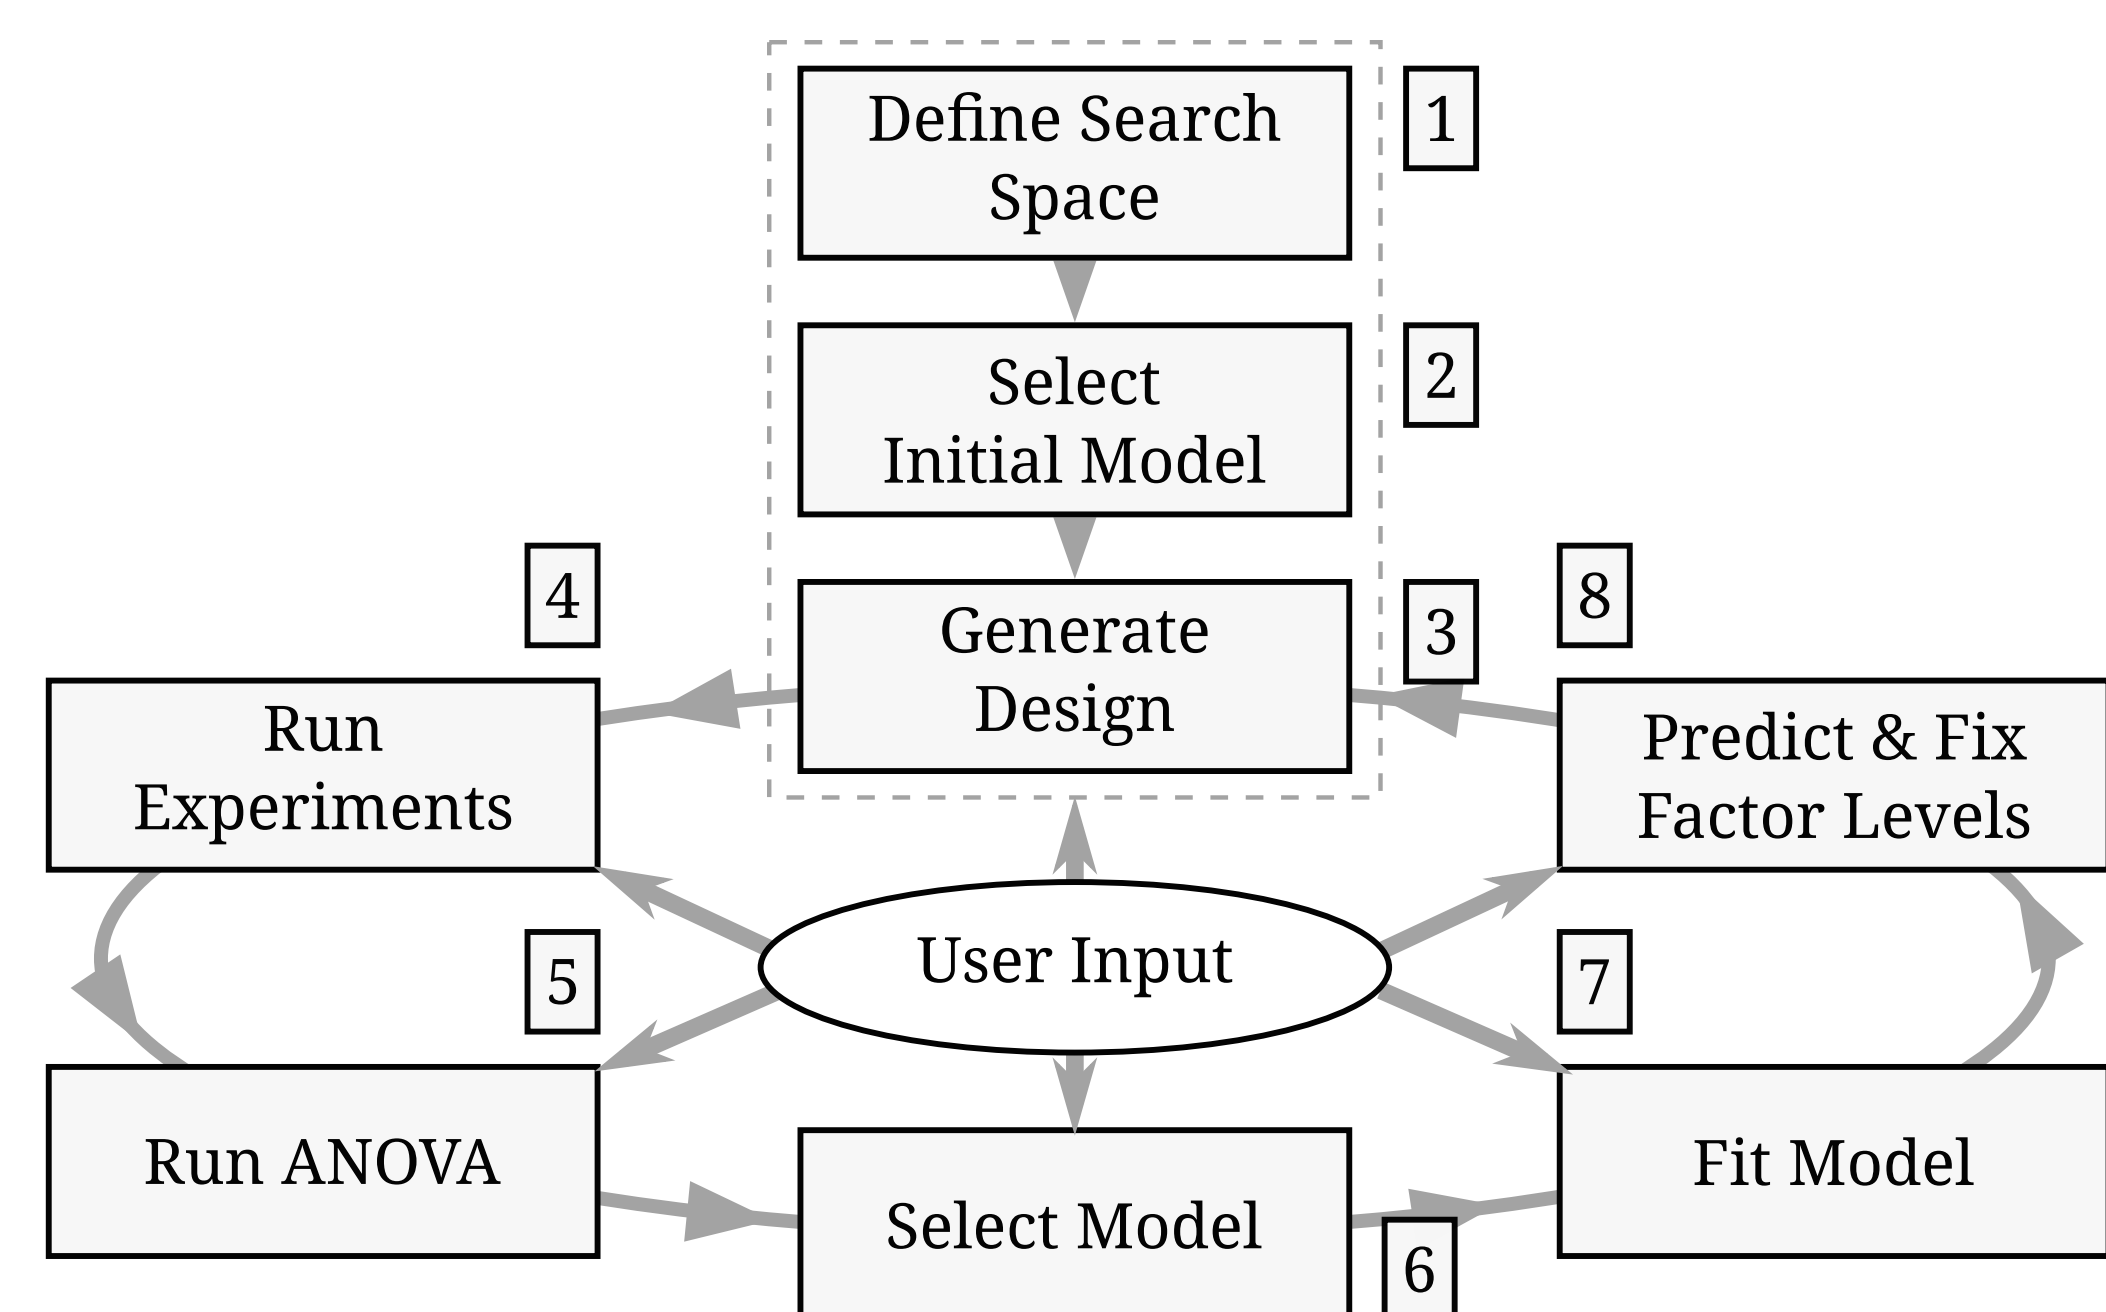 Define Search
Space
1
Select
Initial Model
2
Generate
Design
3
4
Run
Experiments
8
Predict & Fix
Factor Levels
User Input
5
Run ANOVA
7
Fit Model
Select Model
6